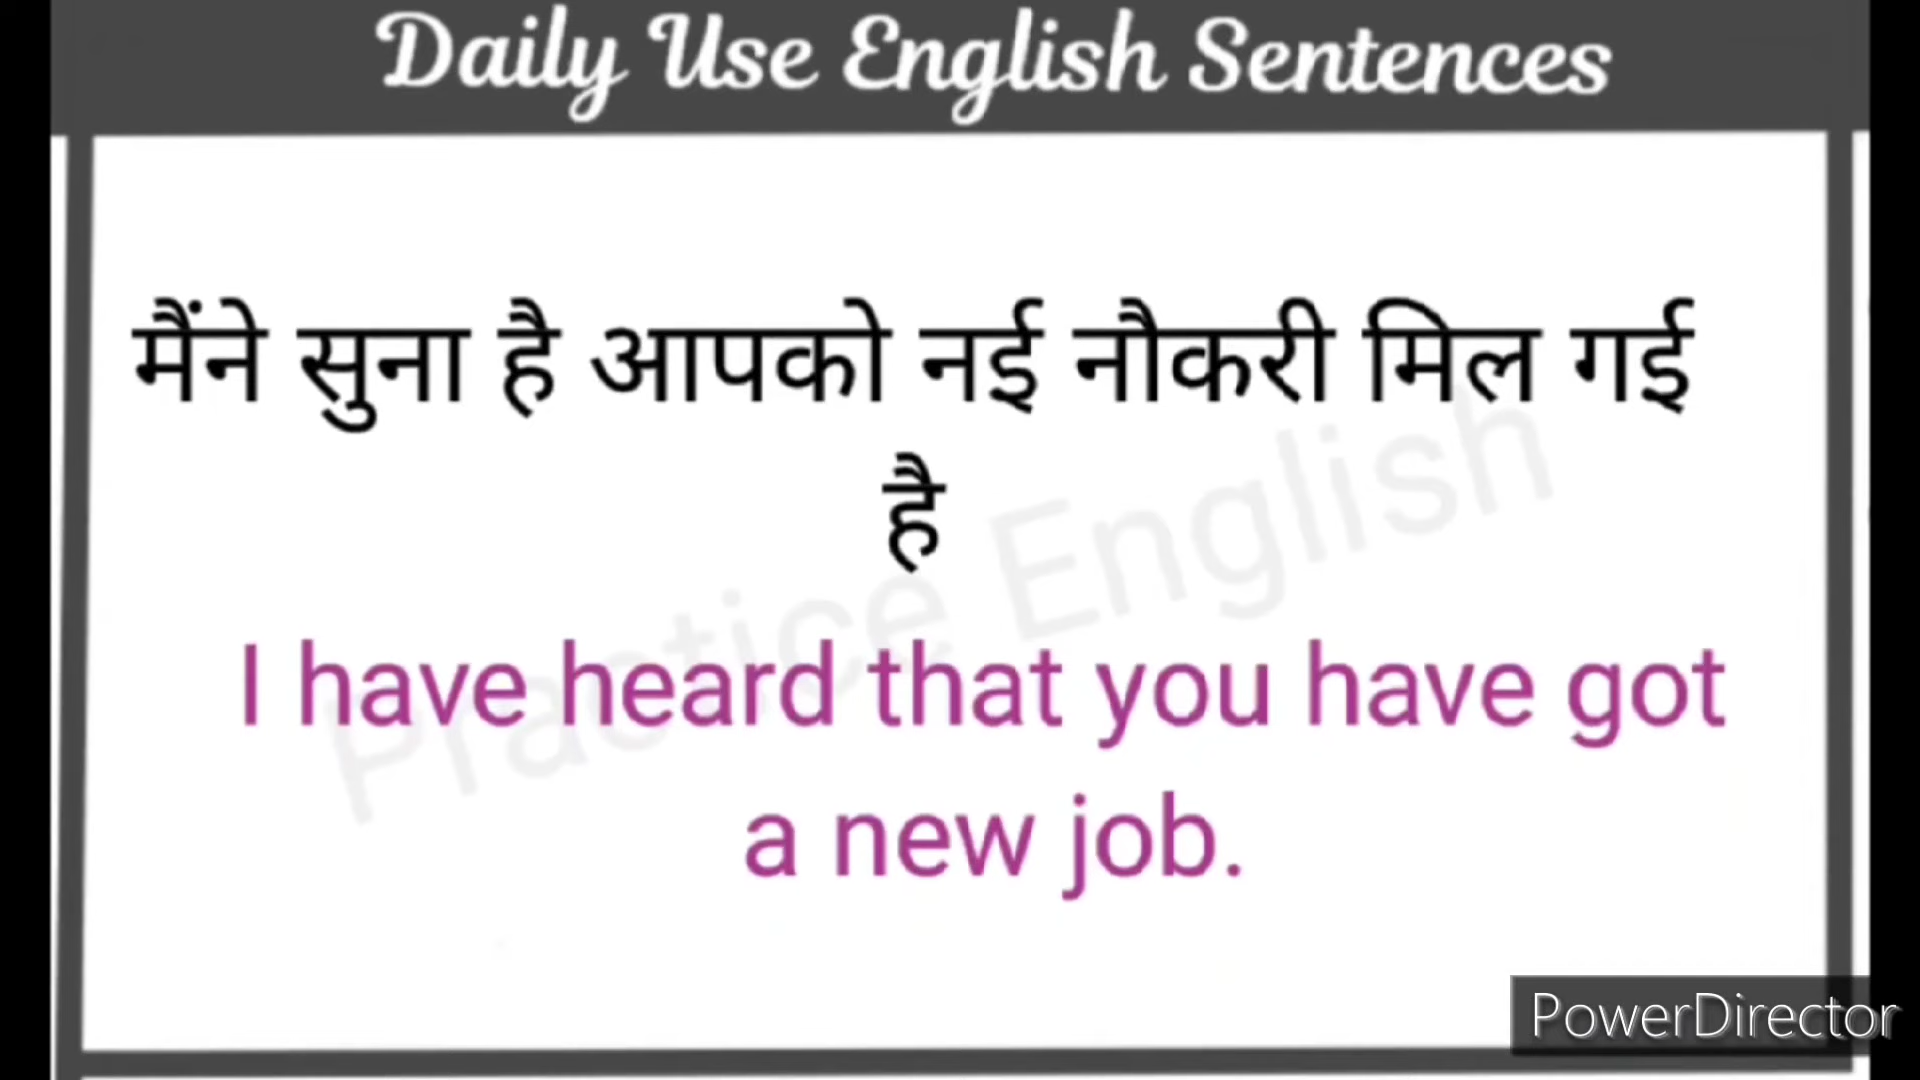 Daily Use English Sentences
मैंने सुना है आपको नई नौकरी मिल गई
है
Practice English
I have heard that you have got
a new job.
PowerDirector